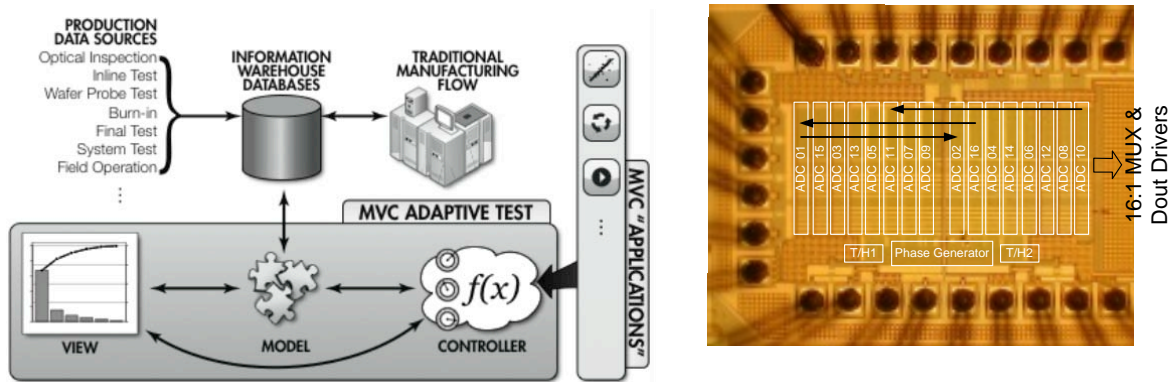 PRODUCTION
DATA SOURCES
Optical Inspection
Inline Test
Wafer Probe Test
Burn-in
Final Test
System Test
Field Operation
⋮
INFORMATION
WAREHOUSE
DATABASES
TRADITIONAL
MANUFACTURING
FLOW
MVC ADAPTIVE TEST
f(x)
VIEW
MODEL
CONTROLLER
⋮
MVC "APPLICATIONS"
ADC 01
ADC 15
ADC 03
ADC 13
ADC 05
ADC 11
ADC 07
ADC 09
ADC 02
ADC 16
ADC 04
ADC 14
ADC 06
ADC 12
ADC 08
ADC 10
T/H1
Phase Generator
T/H2
16:1 MUX &
Dout Drivers